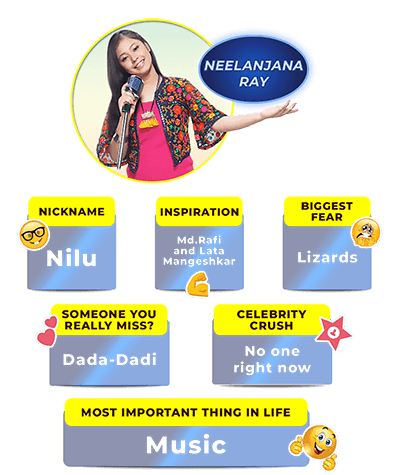 NEELANJANA
RAY
NICKNAME
Nilu
INSPIRATION
Md.Rafi
and Lata
Mangeshkar
BIGGEST
FEAR
Lizards
SOMEONE YOU
REALLY MISS?
Dada-Dadi
CELEBRITY
CRUSH
No one
right now
MOST IMPORTANT THING IN LIFE
Music